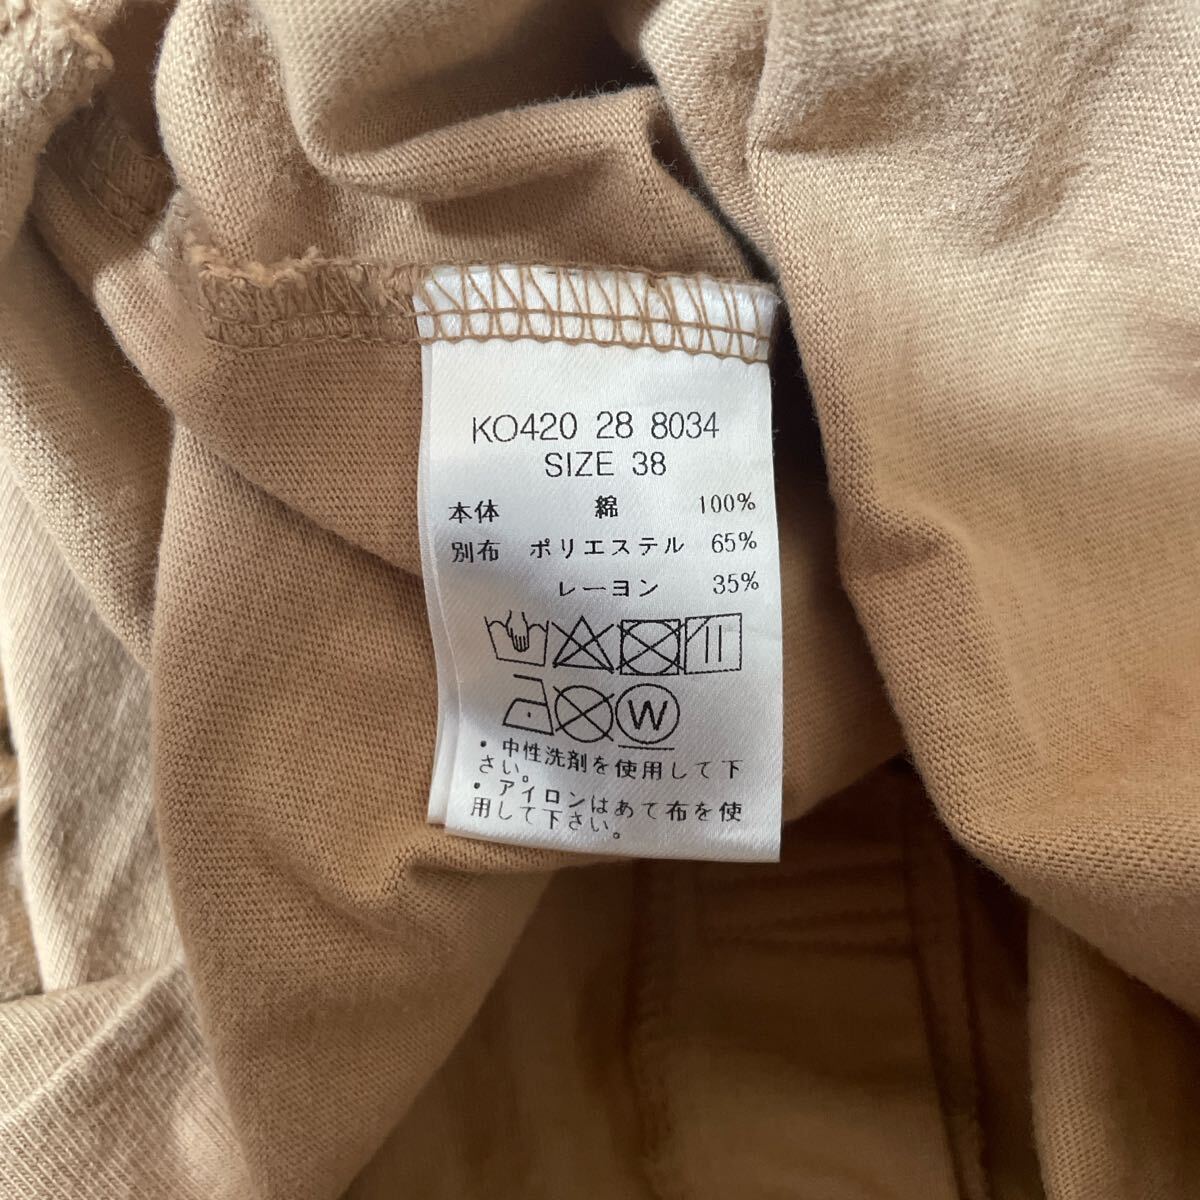 KO420 28 8034
SIZE 38
本体 綿 100%
別布 ポリエステル 65%
レーヨン 35%
W
・中性洗剤を使用して下
さい。
・アイロンはあて布を使
用して下さい。